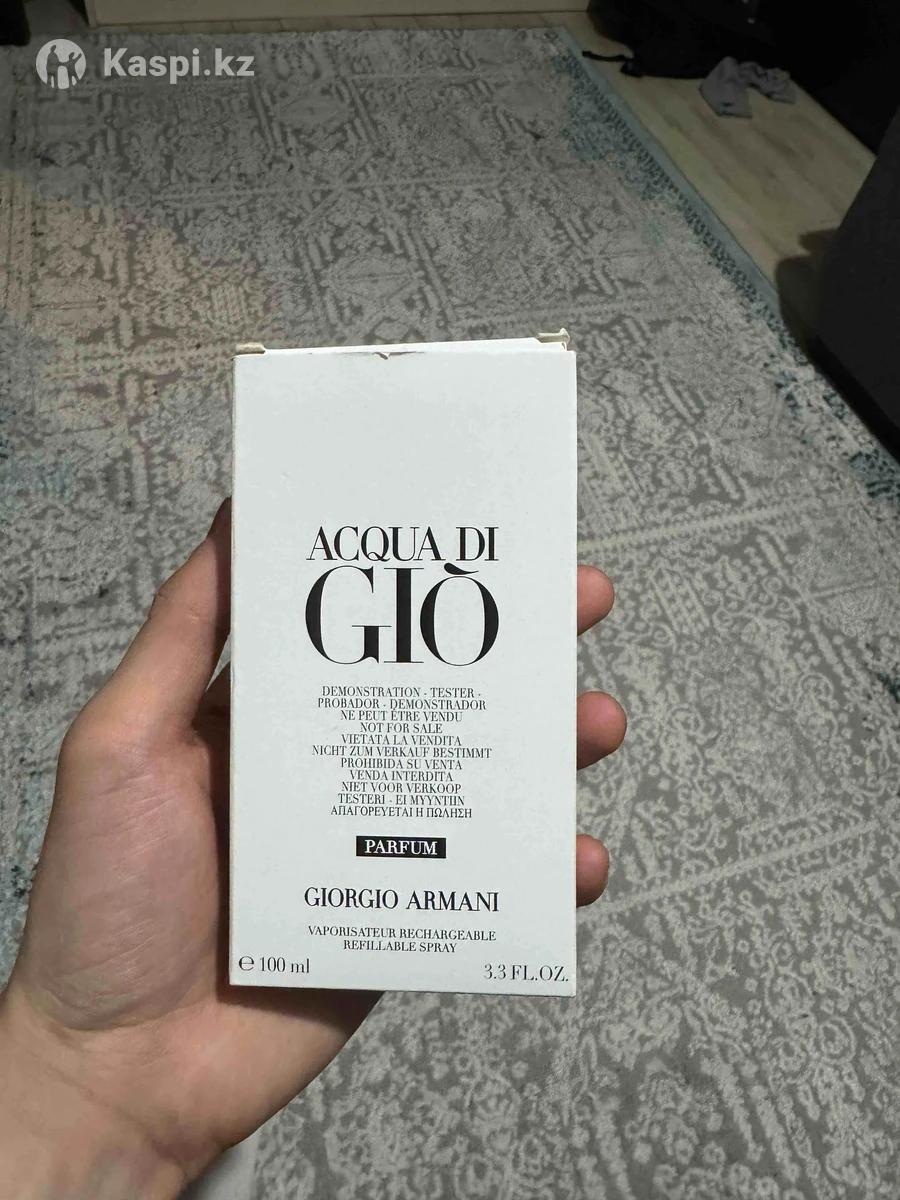 Kaspi.kz
ACQUA DI
GIÒ
DEMONSTRATION - TESTER -
PROBADOR - DEMONSTRADOR
NE PEUT ÊTRE VENDU
NOT FOR SALE
VIETATA LA VENDITA
NICHT ZUM VERKAUF BESTIMMT
PROHIBIDA SU VENTA
VENDA INTERDITA
NIET VOOR VERKOOP
TESTERI - EI MYYNTIIN
ΑΠΑΓΟΡΕΥΕΤΑΙ Η ΠΩΛΗΣΗ
PARFUM
GIORGIO ARMANI
VAPORISATEUR RECHARGEABLE
REFILLABLE SPRAY
℮ 100 ml 3.3 FL.OZ.